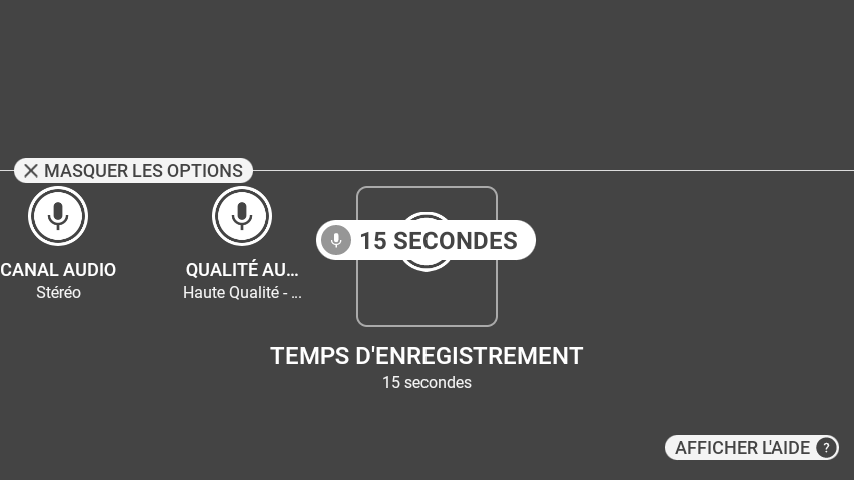 MASQUER LES OPTIONS
CANAL AUDIO
Stéréo
QUALITÉ AU...
Haute Qualité - ...
15 SECONDES
TEMPS D'ENREGISTREMENT
15 secondes
AFFICHER L'AIDE ?